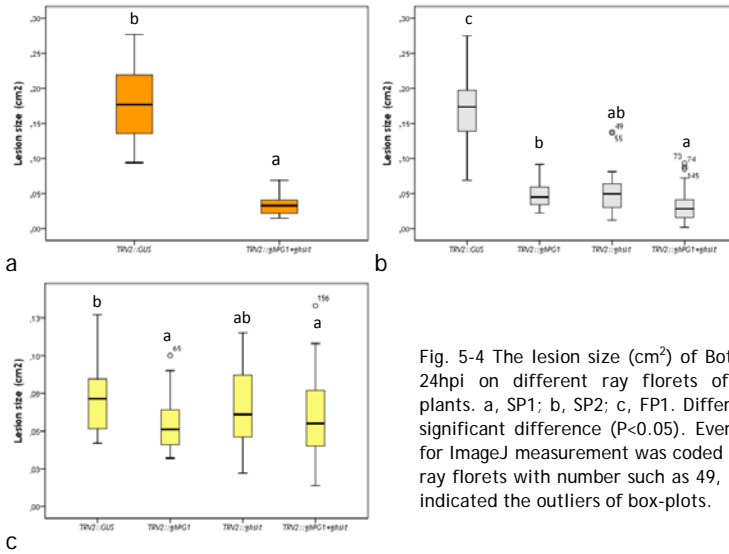 b
,30
,25
,20
,15
,10
,05
,00
Lesion size (cm2)
a
TRV2::GUS
TRV2::ghPG1+ghslt
a
c
,30
,25
,20
,15
,10
,05
,00
Lesion size (cm2)
b
ab
a
49
55
73
74
145
TRV2::GUS
TRV2::ghPG1
TRV2::ghslt
TRV2::ghPG1+ghslt
b
,13
,10
,08
,05
,03
,00
Lesion size (cm2)
b
a
ab
a
65
156
TRV2::GUS
TRV2::ghPG1
TRV2::ghslt
TRV2::ghPG1+ghslt
c
Fig. 5-4 The lesion size (cm²) of Bot
24hpi on different ray florets of
plants. a, SP1; b, SP2; c, FP1. Differ
significant difference (P<0.05). Ever
for ImageJ measurement was coded
ray florets with number such as 49,
indicated the outliers of box-plots.